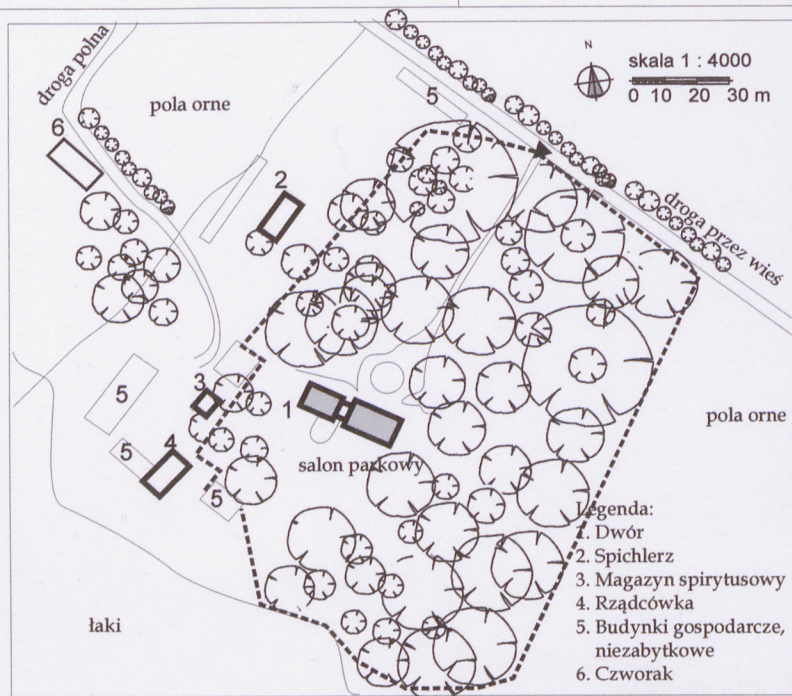 N
skala 1 : 4000
0 10 20 30 m
droga polna
pola orne
5
6
2
droga przez wieś
3
5
1
pola orne
4
5
salon parkowy
5
łaki
Legenda:
1. Dwór
2. Spichlerz
3. Magazyn spirytusowy
4. Rządcówka
5. Budynki gospodarcze,
niezabytkowe
6. Czworak